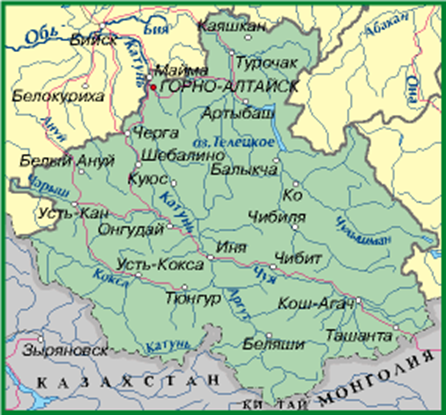 Каяшкан
Обь
Бия
Бийск
Абакан
Катунь
Турочак
Майма
ГОРНО-АЛТАЙСК
Она
Белокуриха
Артыбаш
Ануй
Черга
оз.Телецкое
Белый Ануй
Шебалино
Балыкча
Чарыш
Куюс
Ко
Усть-Кан
Катунь
Чибиля
Чулышман
Онгудай
Иня
Чибит
Усть-Кокса
Чуя
Кокса
Тюнгур
Аргут
Кош-Агач
Ташанта
Катунь
Беляши
Зыряновск
КАЗАХСТАН
КИТАЙ
МОНГОЛИЯ